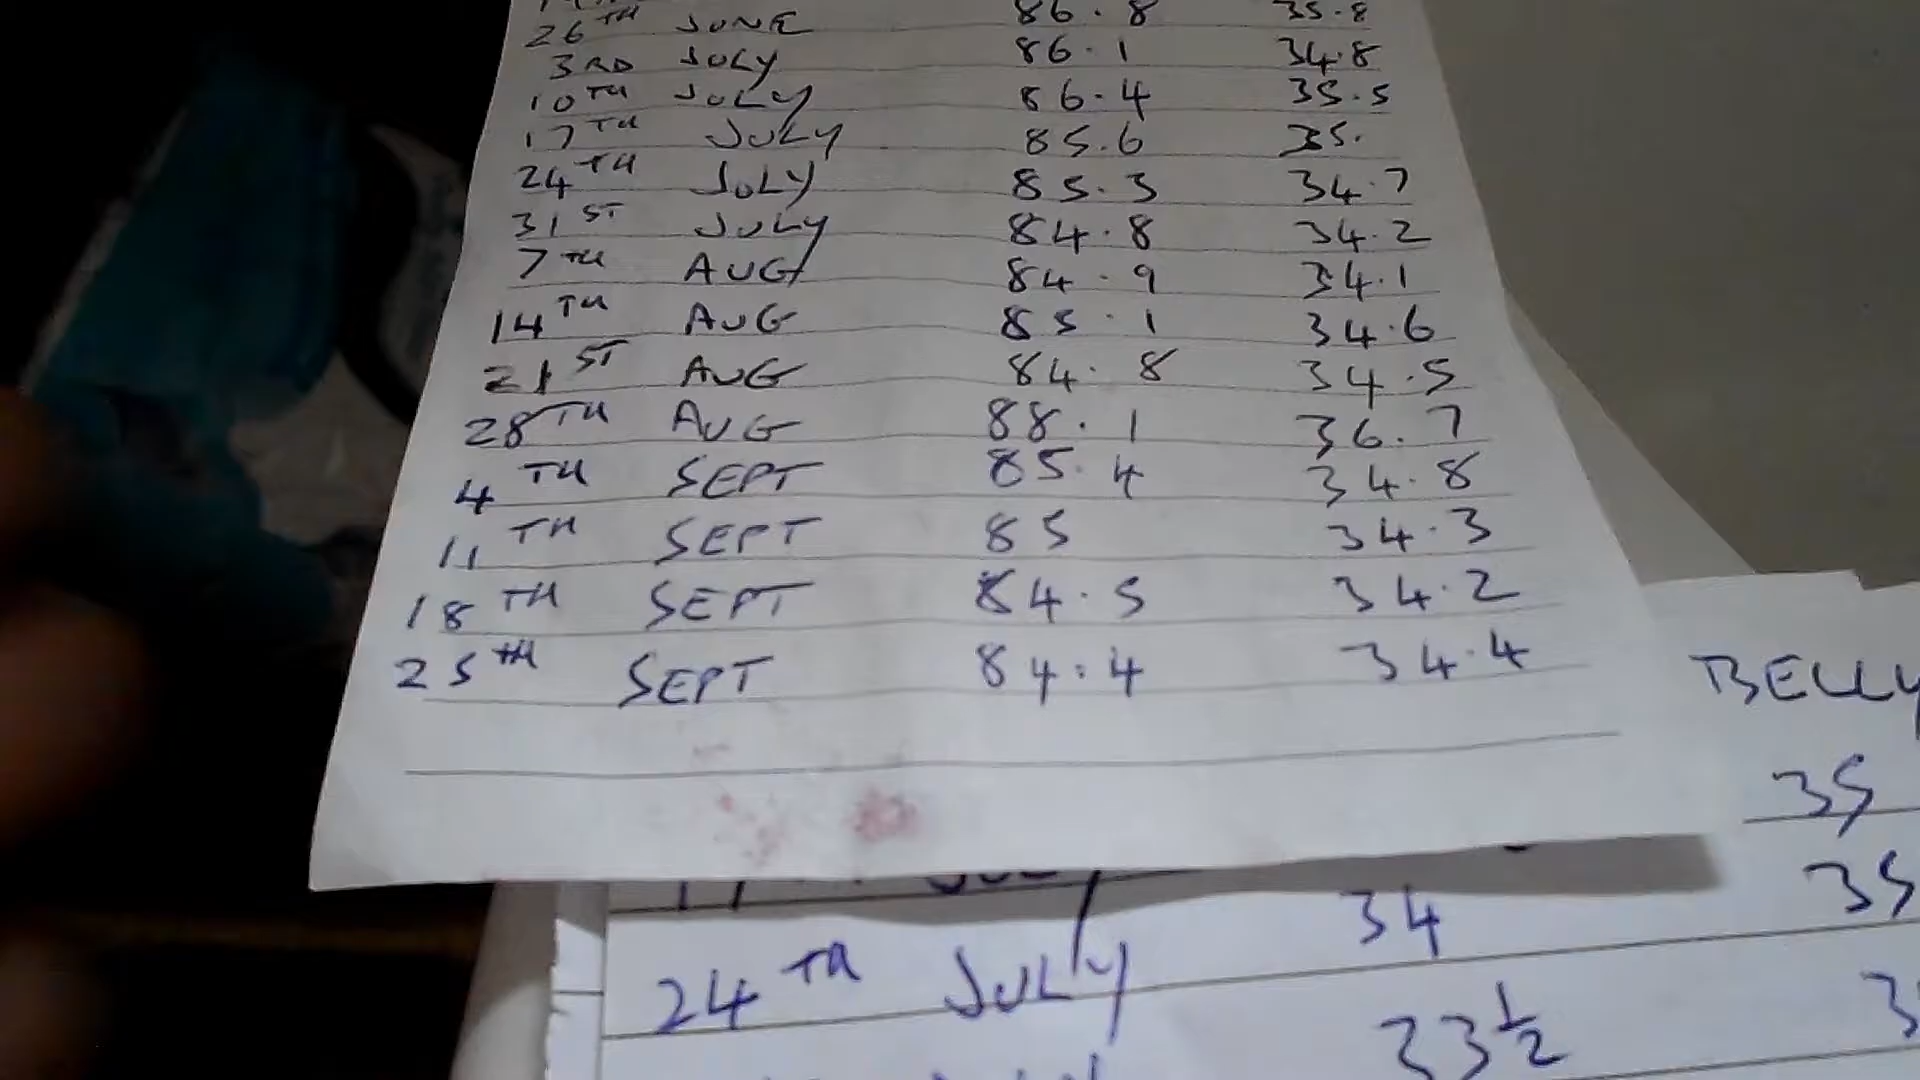 26TH JUNE 86.8 35.8
3RD JULY 86.1 34.8
10TH JULY 86.4 35.5
17TH JULY 85.6 35.
24TH JULY 85.3 34.7
31ST JULY 84.8 34.2
7TH AUG 84.9 34.1
14TH AUG 85.1 34.6
21ST AUG 84.8 34.5
28TH AUG 88.1 36.7
4TH SEPT 85.4 34.8
11TH SEPT 85 34.3
18TH SEPT 84.5 34.2
25TH SEPT 84.4 34.4
BELLY
35
JULY 34 35
24TH JULY 33½